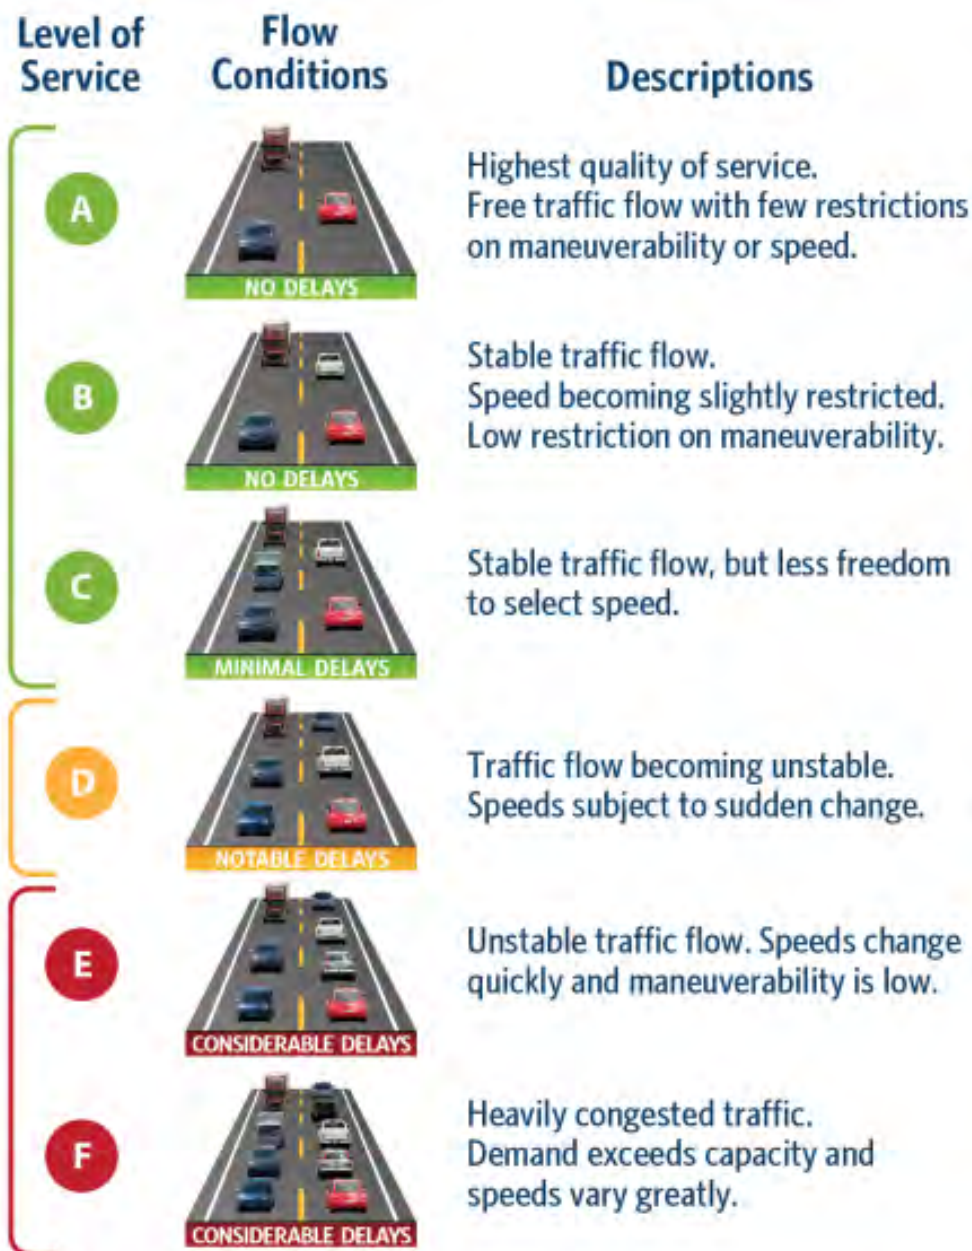 Level of
Service
Flow
Conditions
Descriptions
A
NO DELAYS
Highest quality of service.
Free traffic flow with few restrictions
on maneuverability or speed.
B
NO DELAYS
Stable traffic flow.
Speed becoming slightly restricted.
Low restriction on maneuverability.
C
MINIMAL DELAYS
Stable traffic flow, but less freedom
to select speed.
D
NOTABLE DELAYS
Traffic flow becoming unstable.
Speeds subject to sudden change.
E
CONSIDERABLE DELAYS
Unstable traffic flow. Speeds change
quickly and maneuverability is low.
F
CONSIDERABLE DELAYS
Heavily congested traffic.
Demand exceeds capacity and
speeds vary greatly.